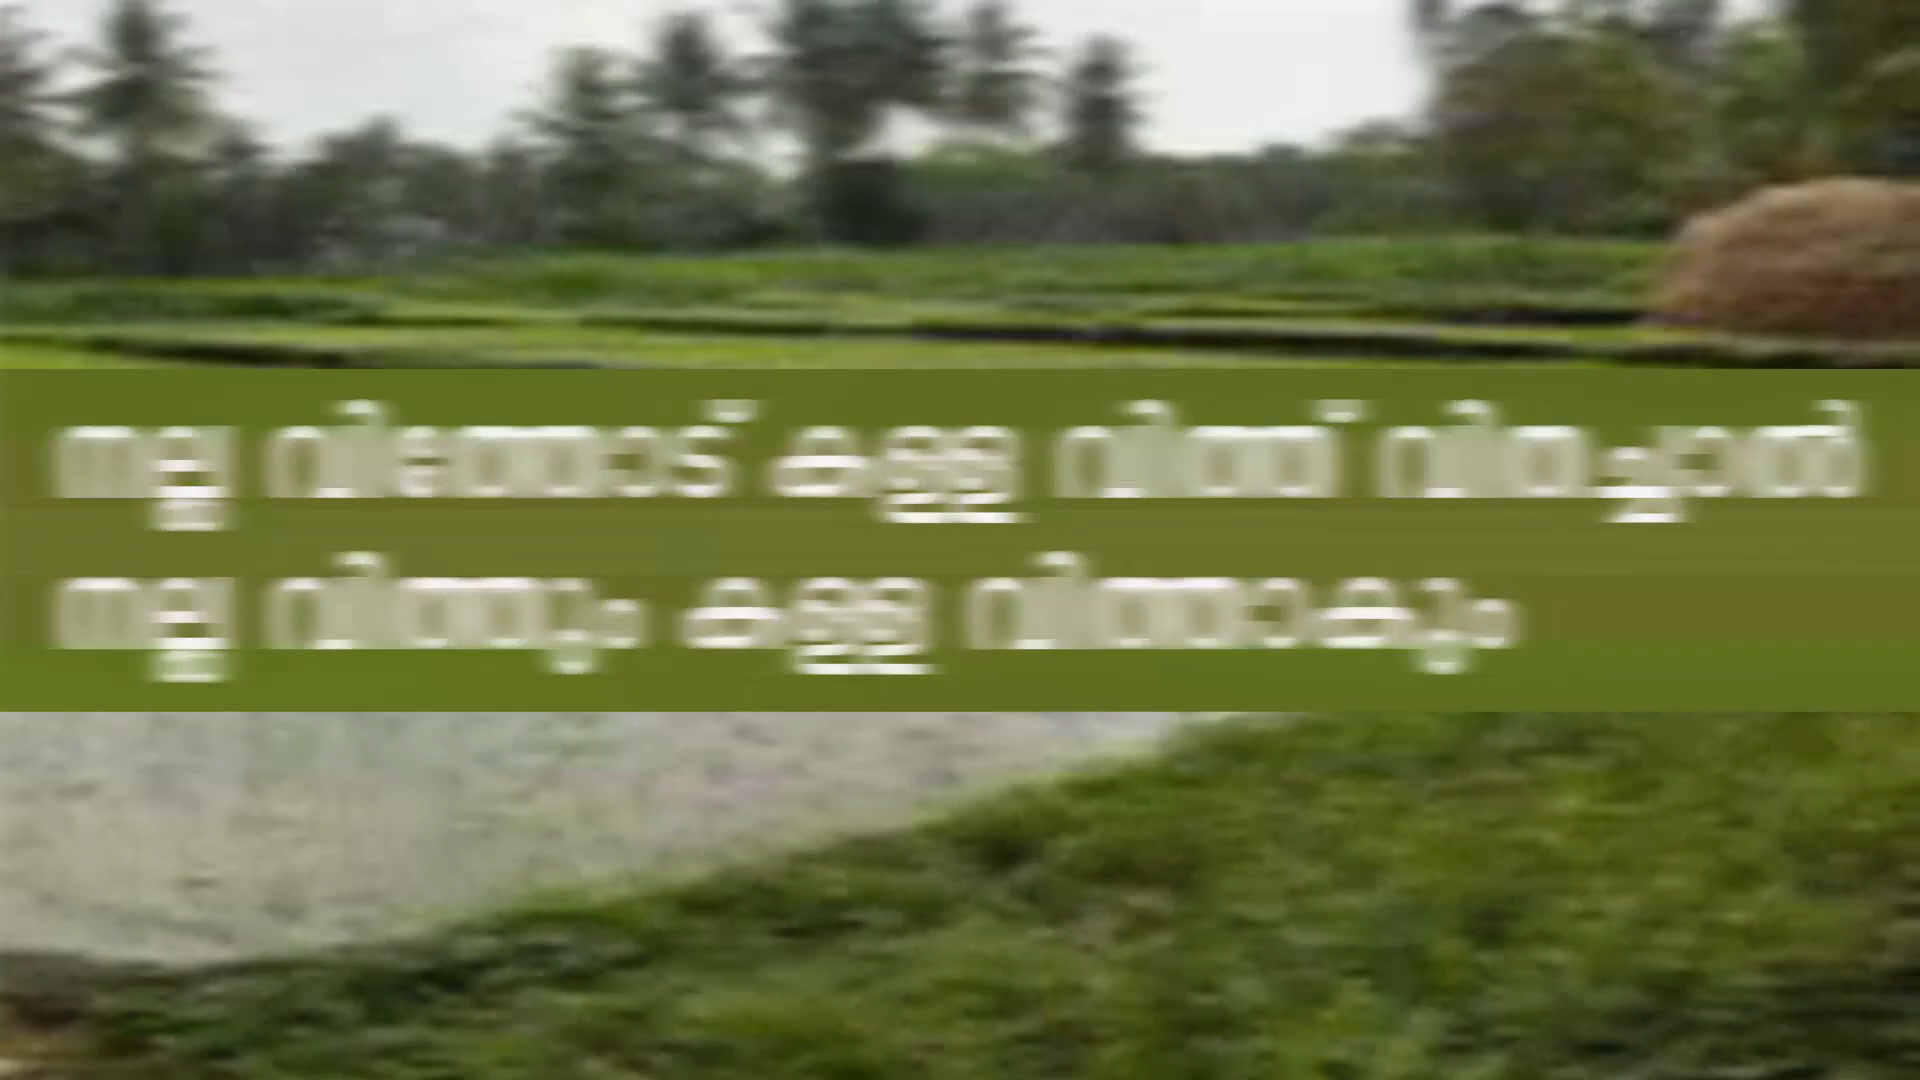 നല്ല വിത്തോട് കള്ള വിത്ത് വിതച്ചാൽ
നല്ല വിത്തും കള്ള വിത്താകും